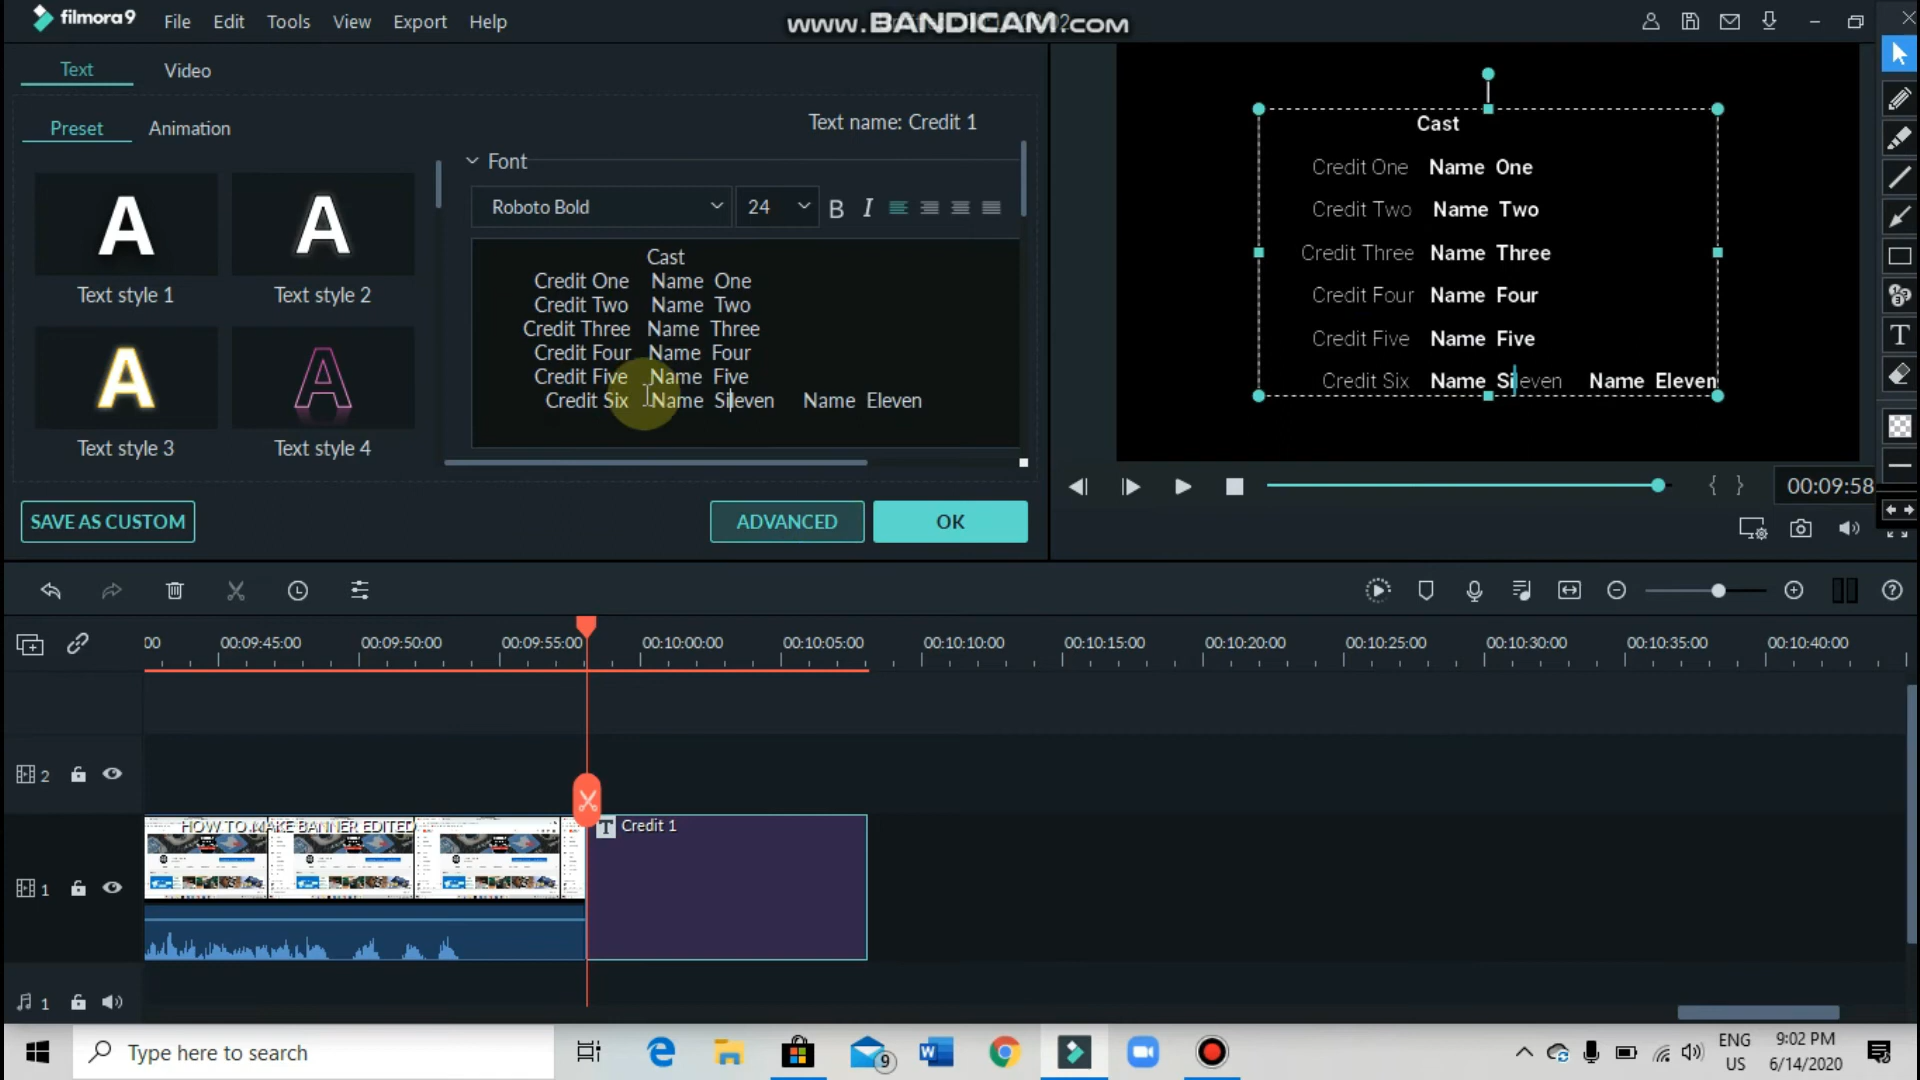 filmora9 File Edit Tools View Export Help
www.BANDICAM.com
Text Video
Preset Animation
Text name: Credit 1
Font
Roboto Bold 24 B I
A A
Text style 1 Text style 2
A A
Text style 3 Text style 4
Cast
Credit One Name One
Credit Two Name Two
Credit Three Name Three
Credit Four Name Four
Credit Five Name Five
Credit Six Name Sileven Name Eleven
SAVE AS CUSTOM ADVANCED OK
Cast
Credit One Name One
Credit Two Name Two
Credit Three Name Three
Credit Four Name Four
Credit Five Name Five
Credit Six Name Sileven Name Eleven
{ } 00:09:58
T
00 00:09:45:00 00:09:50:00 00:09:55:00 00:10:00:00 00:10:05:00 00:10:10:00 00:10:15:00 00:10:20:00 00:10:25:00 00:10:30:00 00:10:35:00 00:10:40:00
2
HOW TO MAKE BANNER EDITED
T Credit 1
1
1
Type here to search
9
ENG
US
9:02 PM
6/14/2020